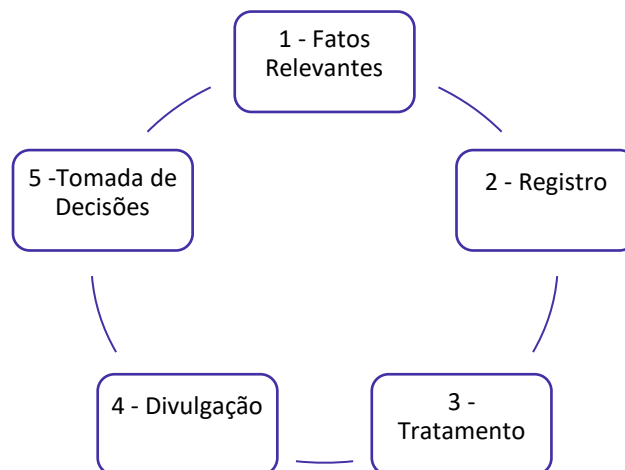 1 - Fatos
Relevantes
2 - Registro
3 -
Tratamento
4 - Divulgação
5 -Tomada de
Decisões